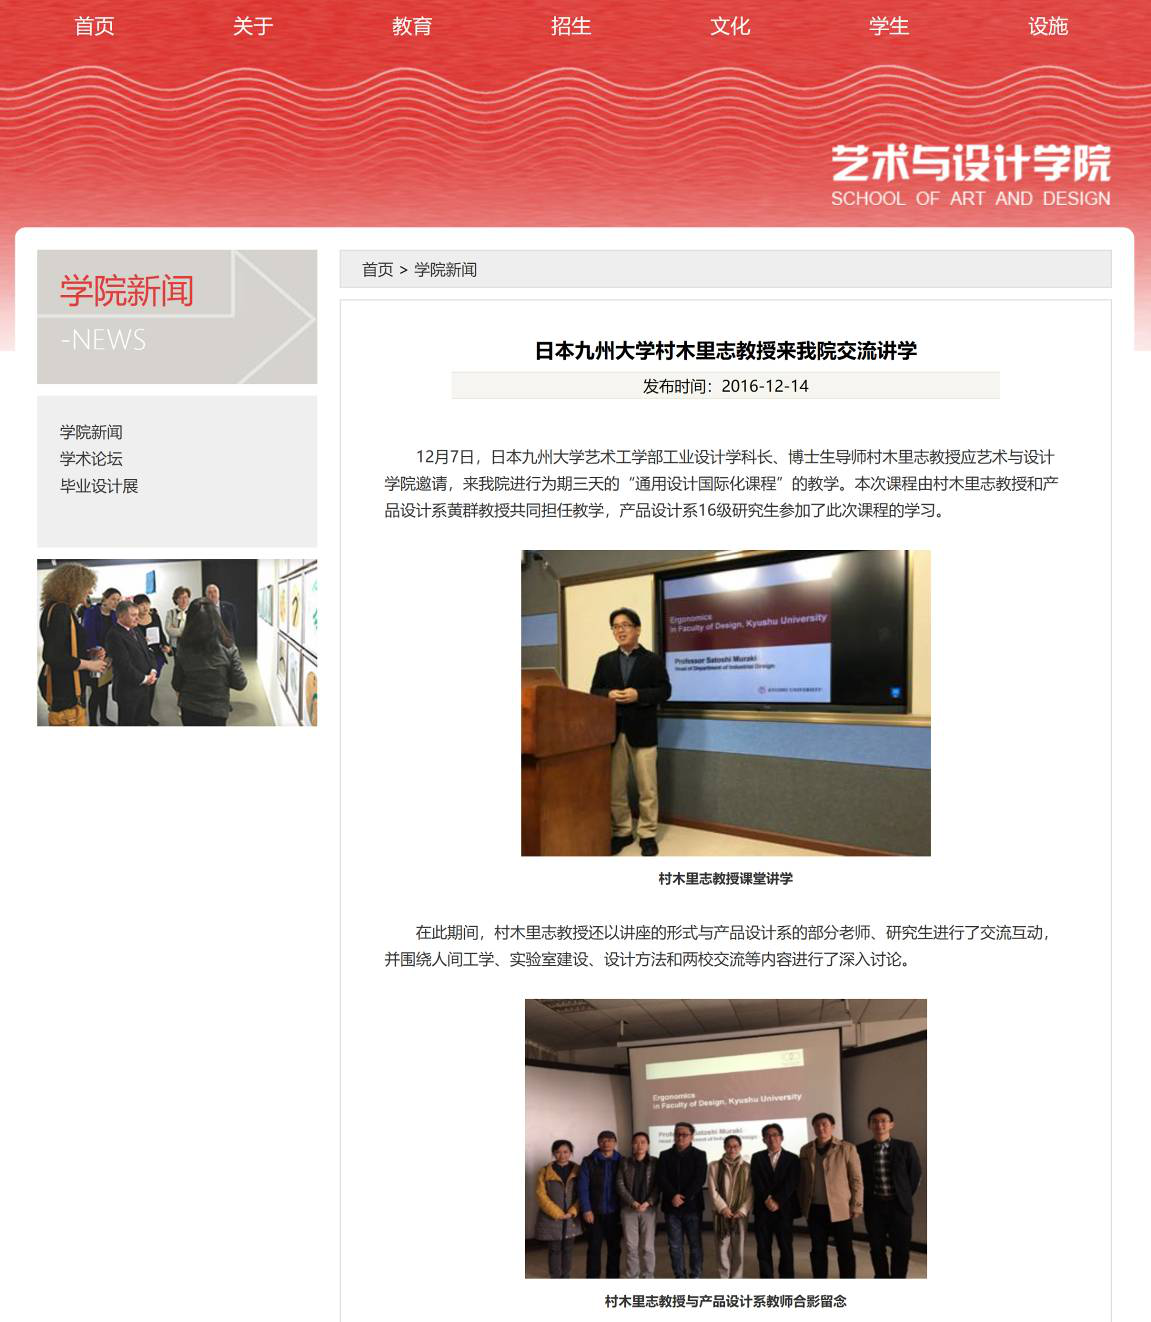 首页 关于 教育 招生 文化 学生 设施
艺术与设计学院
SCHOOL OF ART AND DESIGN
学院新闻
-NEWS
学院新闻
学术论坛
毕业设计展
首页 > 学院新闻
日本九州大学村木里志教授来我院交流讲学
发布时间：2016-12-14
12月7日，日本九州大学艺术工学部工业设计学科长、博士生导师村木里志教授应艺术与设计
学院邀请，来我院进行为期三天的“通用设计国际化课程”的教学。本次课程由村木里志教授和产
品设计系黄群教授共同担任教学，产品设计系16级研究生参加了此次课程的学习。
Ergonomics
in Faculty of Design, Kyushu University
Professor Satoshi Muraki
Head of Department of Industrial Design
KYUSHU UNIVERSITY
村木里志教授课堂讲学
在此期间，村木里志教授还以讲座的形式与产品设计系的部分老师、研究生进行了交流互动，
并围绕人间工学、实验室建设、设计方法和两校交流等内容进行了深入讨论。
Ergonomics
in Faculty of Design, Kyushu University
Satoshi Muraki
of Industrial Design
村木里志教授与产品设计系教师合影留念